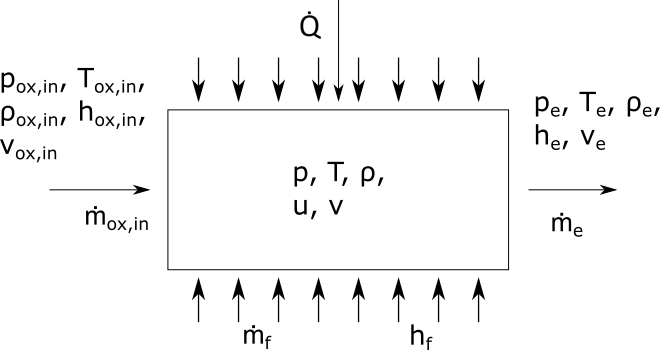 Q̇
p_ox,in, T_ox,in,
ρ_ox,in, h_ox,in,
v_ox,in
ṁ_ox,in
p, T, ρ,
u, v
p_e, T_e, ρ_e,
h_e, v_e
ṁ_e
ṁ_f h_f